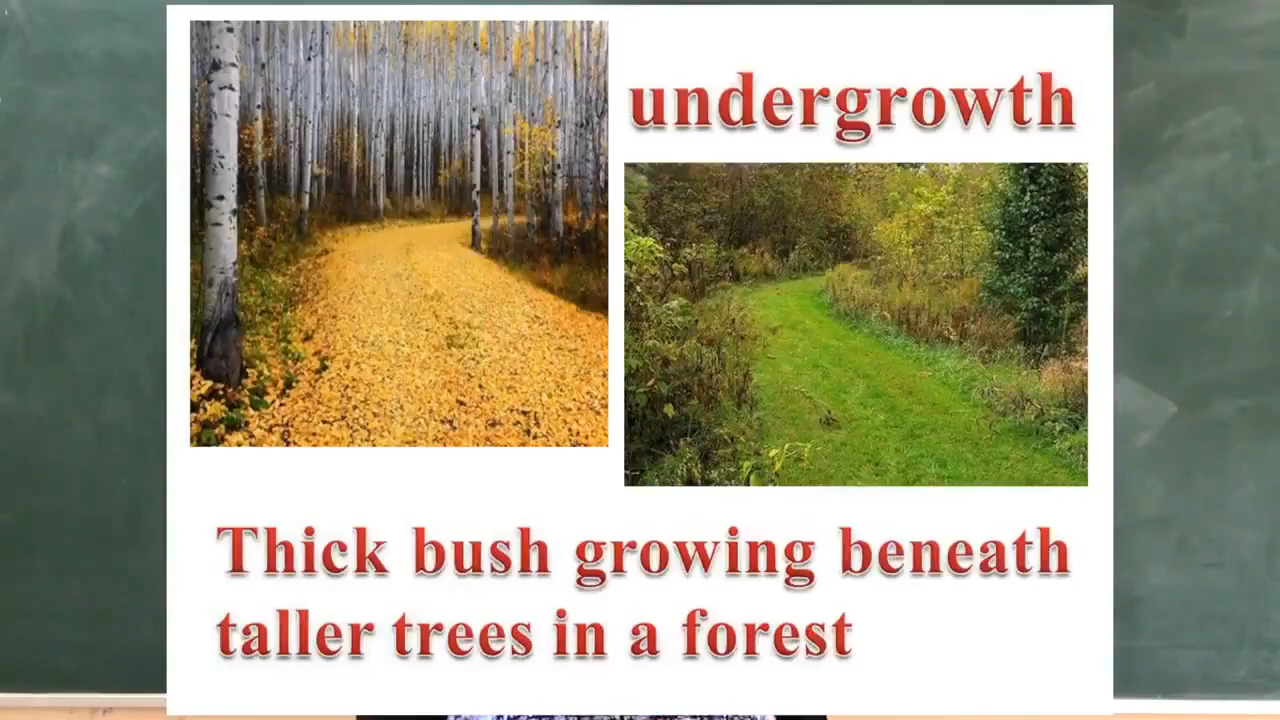 undergrowth
Thick bush growing beneath
taller trees in a forest